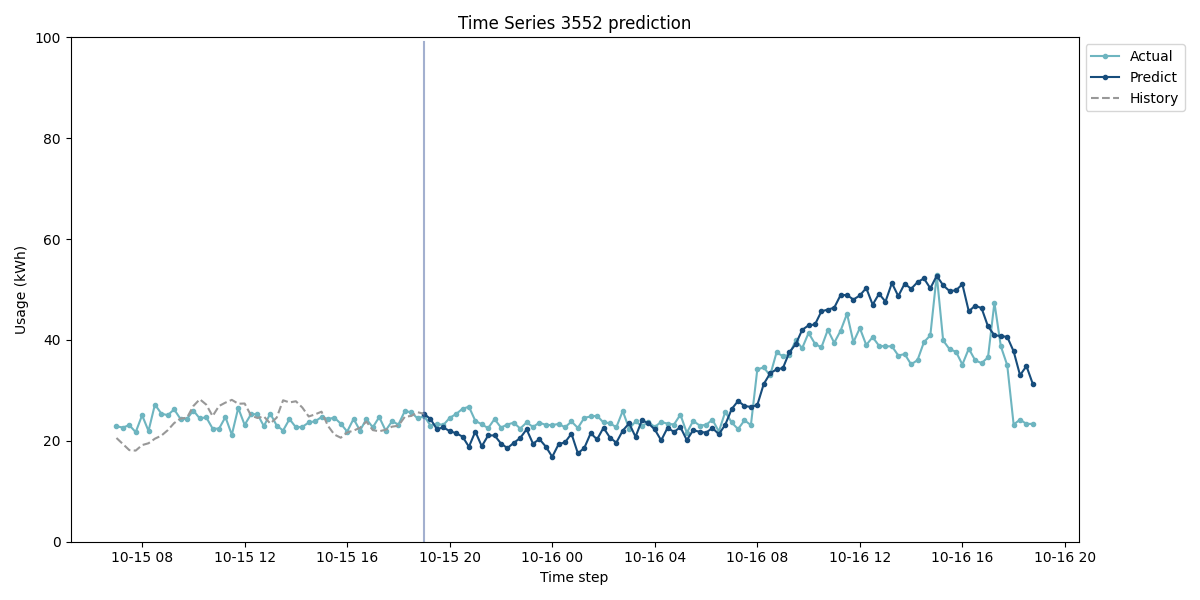 Time Series 3552 prediction
100
80
60
40
20
0
Usage (kWh)
10-15 08
10-15 12
10-15 16
10-15 20
10-16 00
10-16 04
10-16 08
10-16 12
10-16 16
10-16 20
Time step
Actual
Predict
History